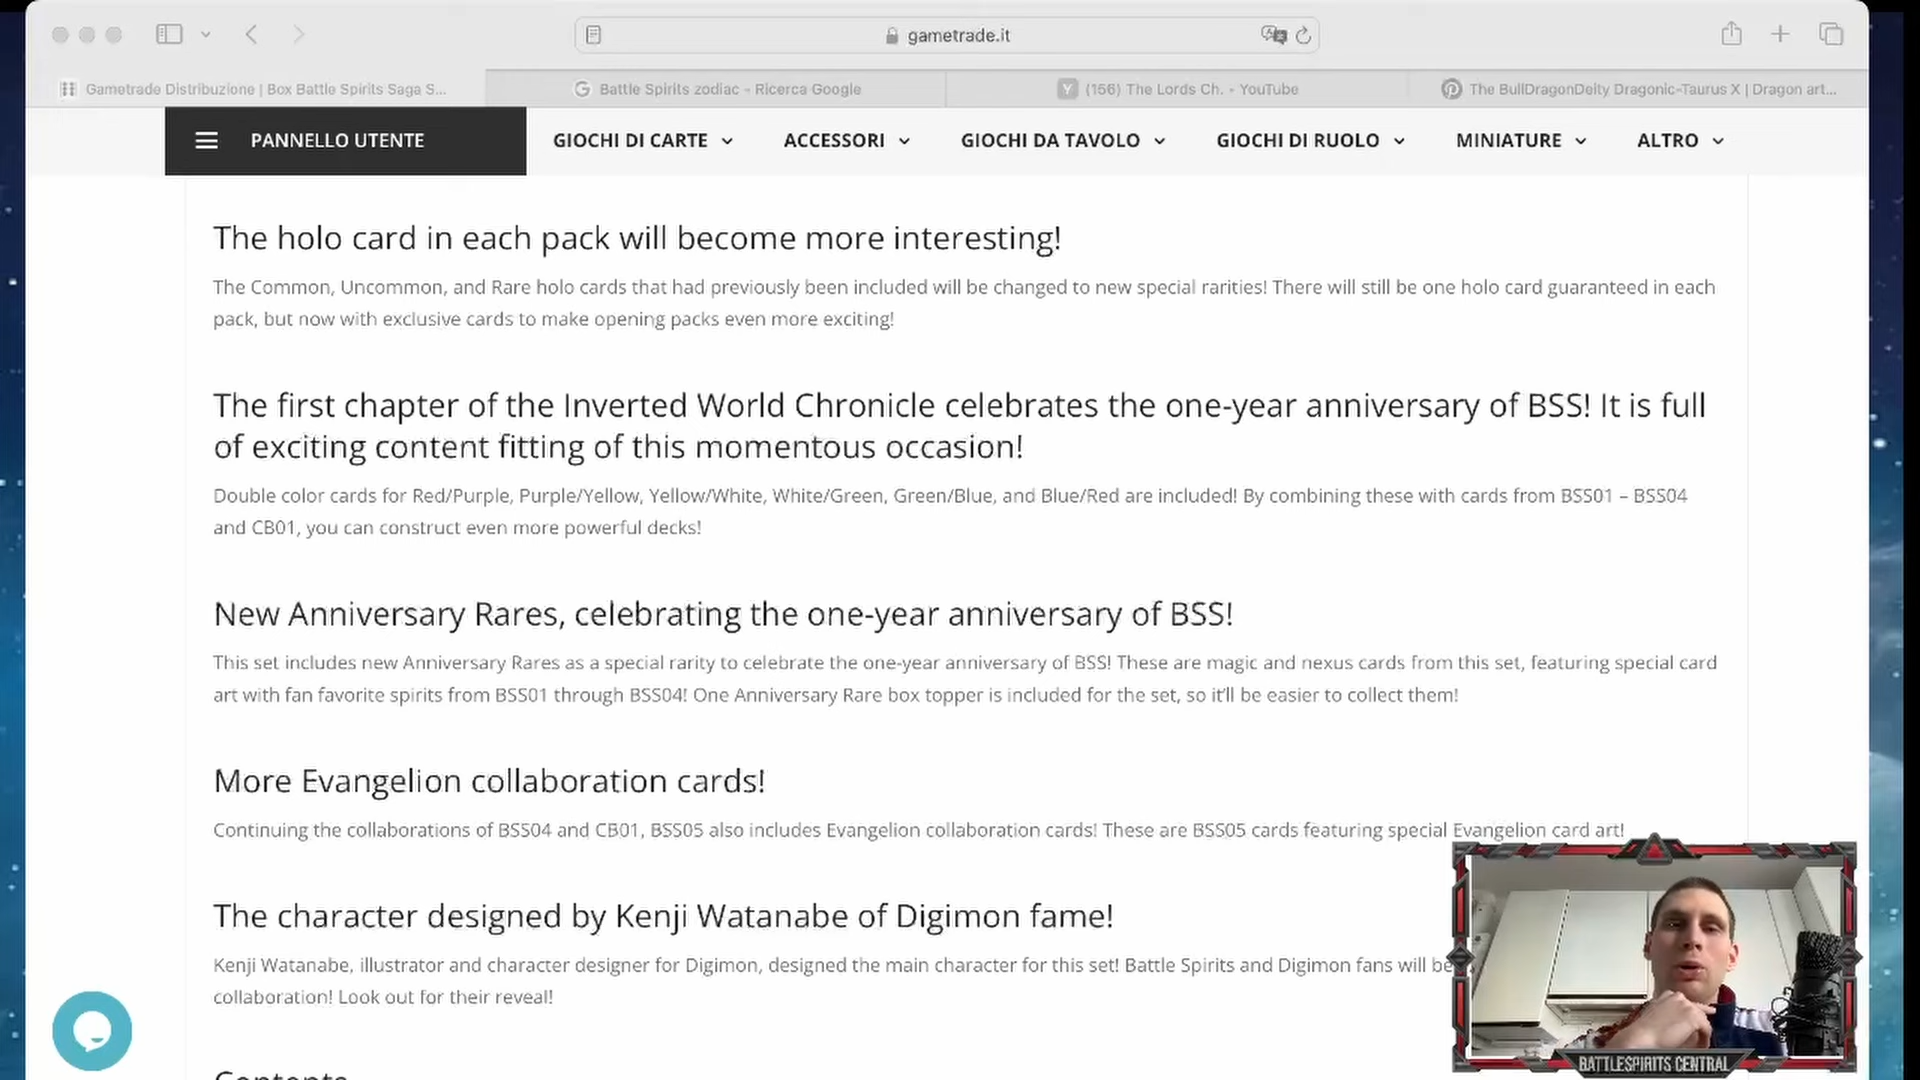 gametrade.it
Gametrade Distribuzione | Box Battle Spirits Saga S...
Battle Spirits zodiac - Ricerca Google
(156) The Lords Ch. - YouTube
The BullDragonDeity Dragonic-Taurus X | Dragon art...
PANNELLO UTENTE
GIOCHI DI CARTE
ACCESSORI
GIOCHI DA TAVOLO
GIOCHI DI RUOLO
MINIATURE
ALTRO
The holo card in each pack will become more interesting!
The Common, Uncommon, and Rare holo cards that had previously been included will be changed to new special rarities! There will still be one holo card guaranteed in each
pack, but now with exclusive cards to make opening packs even more exciting!
The first chapter of the Inverted World Chronicle celebrates the one-year anniversary of BSS! It is full
of exciting content fitting of this momentous occasion!
Double color cards for Red/Purple, Purple/Yellow, Yellow/White, White/Green, Green/Blue, and Blue/Red are included! By combining these with cards from BSS01 – BSS04
and CB01, you can construct even more powerful decks!
New Anniversary Rares, celebrating the one-year anniversary of BSS!
This set includes new Anniversary Rares as a special rarity to celebrate the one-year anniversary of BSS! These are magic and nexus cards from this set, featuring special card
art with fan favorite spirits from BSS01 through BSS04! One Anniversary Rare box topper is included for the set, so it'll be easier to collect them!
More Evangelion collaboration cards!
Continuing the collaborations of BSS04 and CB01, BSS05 also includes Evangelion collaboration cards! These are BSS05 cards featuring special Evangelion card art!
The character designed by Kenji Watanabe of Digimon fame!
Kenji Watanabe, illustrator and character designer for Digimon, designed the main character for this set! Battle Spirits and Digimon fans will be
collaboration! Look out for their reveal!
Contents
BATTLESPIRITS CENTRAL